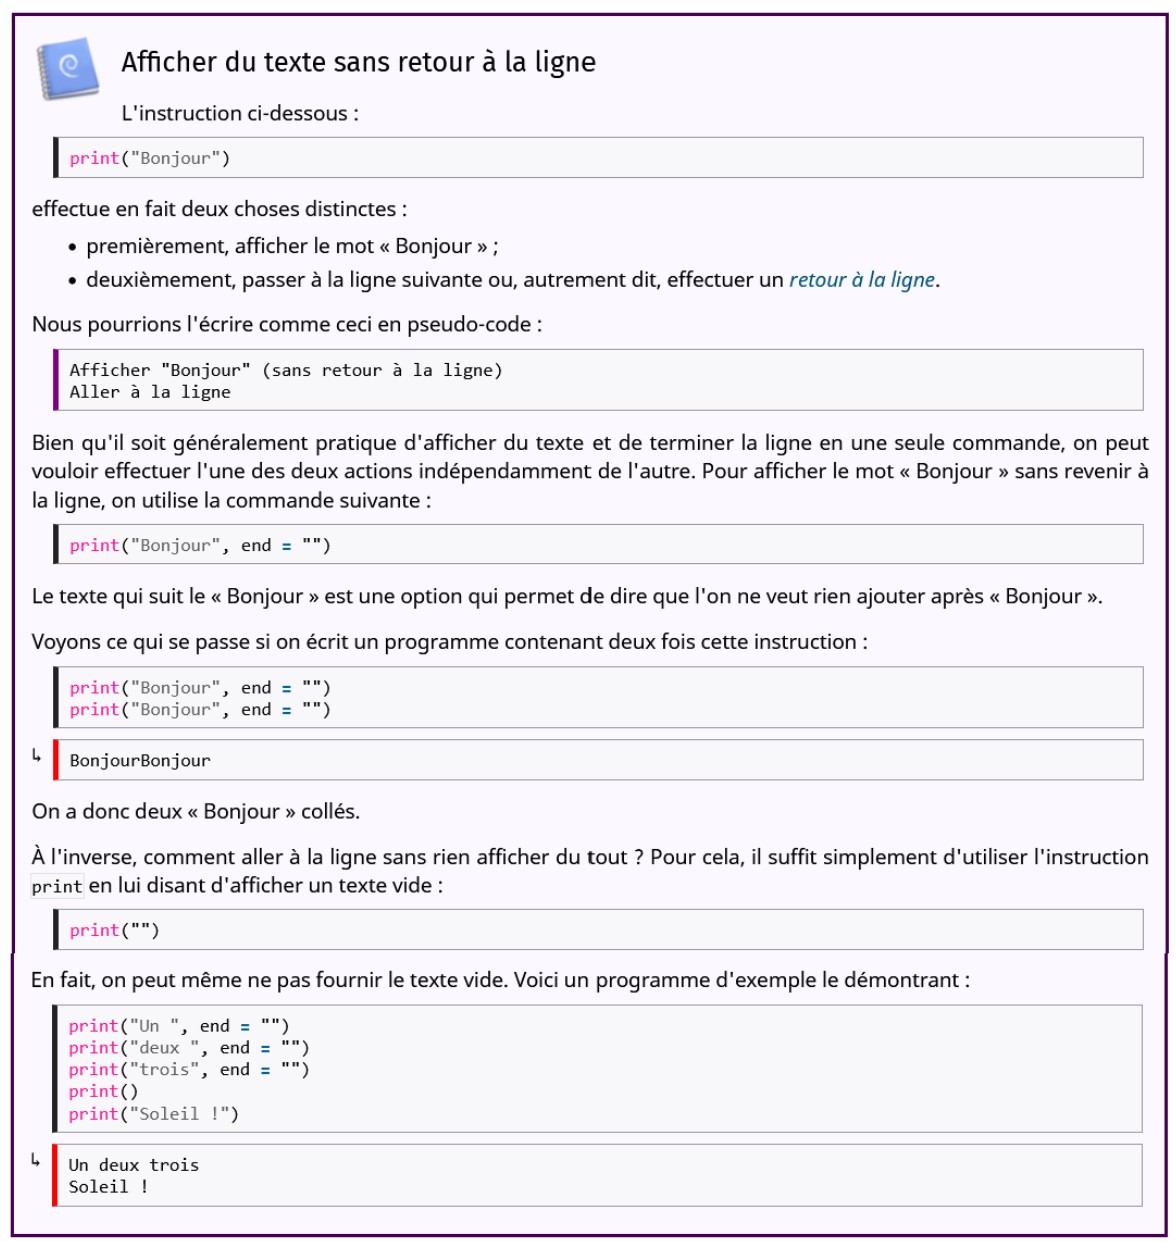 Afficher du texte sans retour à la ligne
L'instruction ci-dessous :
print("Bonjour")
effectue en fait deux choses distinctes :
• premièrement, afficher le mot « Bonjour » ;
• deuxièmement, passer à la ligne suivante ou, autrement dit, effectuer un retour à la ligne.
Nous pourrions l'écrire comme ceci en pseudo-code :
Afficher "Bonjour" (sans retour à la ligne)
Aller à la ligne
Bien qu'il soit généralement pratique d'afficher du texte et de terminer la ligne en une seule commande, on peut
vouloir effectuer l'une des deux actions indépendamment de l'autre. Pour afficher le mot « Bonjour » sans revenir à
la ligne, on utilise la commande suivante :
print("Bonjour", end = "")
Le texte qui suit le « Bonjour » est une option qui permet de dire que l'on ne veut rien ajouter après « Bonjour ».
Voyons ce qui se passe si on écrit un programme contenant deux fois cette instruction :
print("Bonjour", end = "")
print("Bonjour", end = "")
↳ BonjourBonjour
On a donc deux « Bonjour » collés.
À l'inverse, comment aller à la ligne sans rien afficher du tout ? Pour cela, il suffit simplement d'utiliser l'instruction
print en lui disant d'afficher un texte vide :
print("")
En fait, on peut même ne pas fournir le texte vide. Voici un programme d'exemple le démontrant :
print("Un ", end = "")
print("deux ", end = "")
print("trois", end = "")
print()
print("Soleil !")
↳ Un deux trois
Soleil !